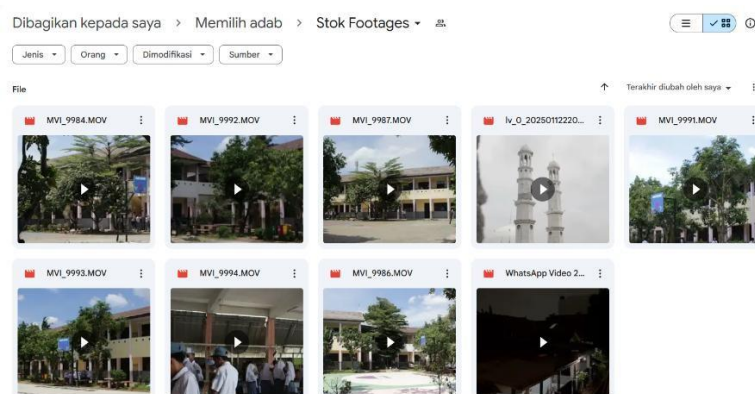 Dibagikan kepada saya > Memilih adab > Stok Footages
Jenis Orang Dimodifikasi Sumber
File Terakhir diubah oleh saya
MVI_9984.MOV MVI_9992.MOV MVI_9987.MOV lv_0_20250112220... MVI_9991.MOV
MVI_9993.MOV MVI_9994.MOV MVI_9986.MOV WhatsApp Video 2...